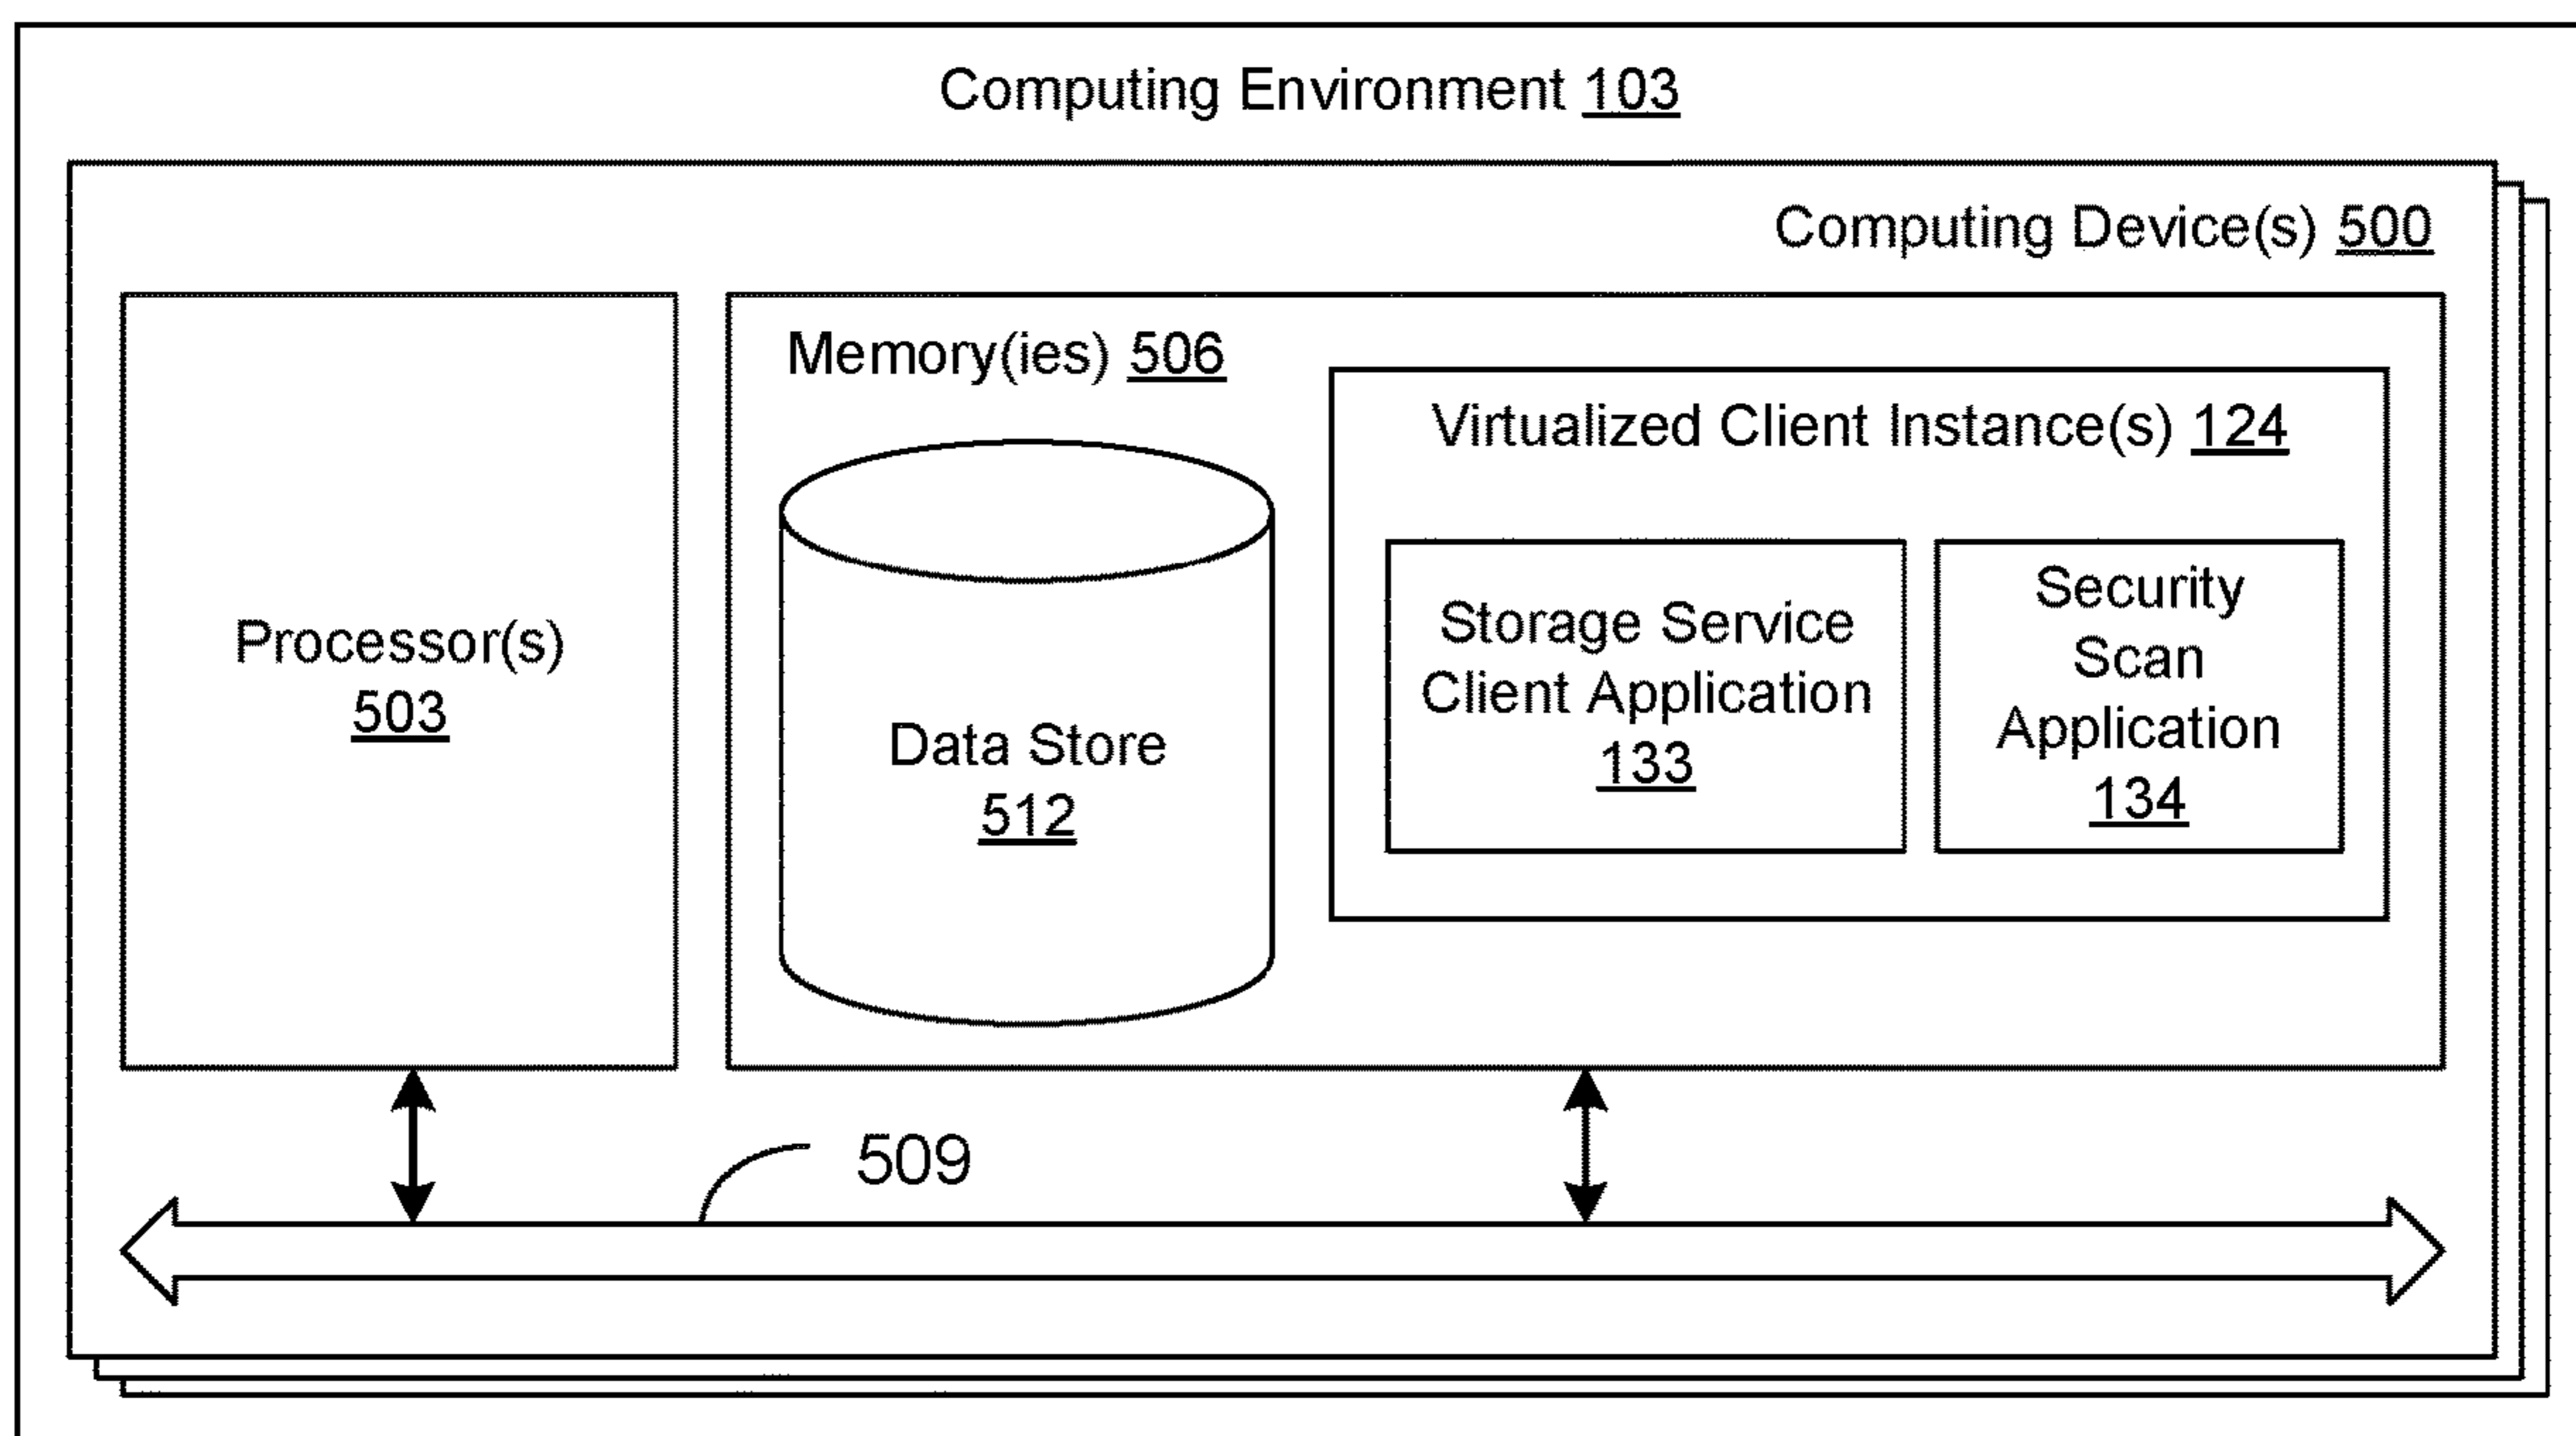 Computing Environment 103
Computing Device(s) 500
Processor(s)
503
Memory(ies) 506
Data Store
512
Virtualized Client Instance(s) 124
Storage Service
Client Application
133
Security
Scan
Application
134
509